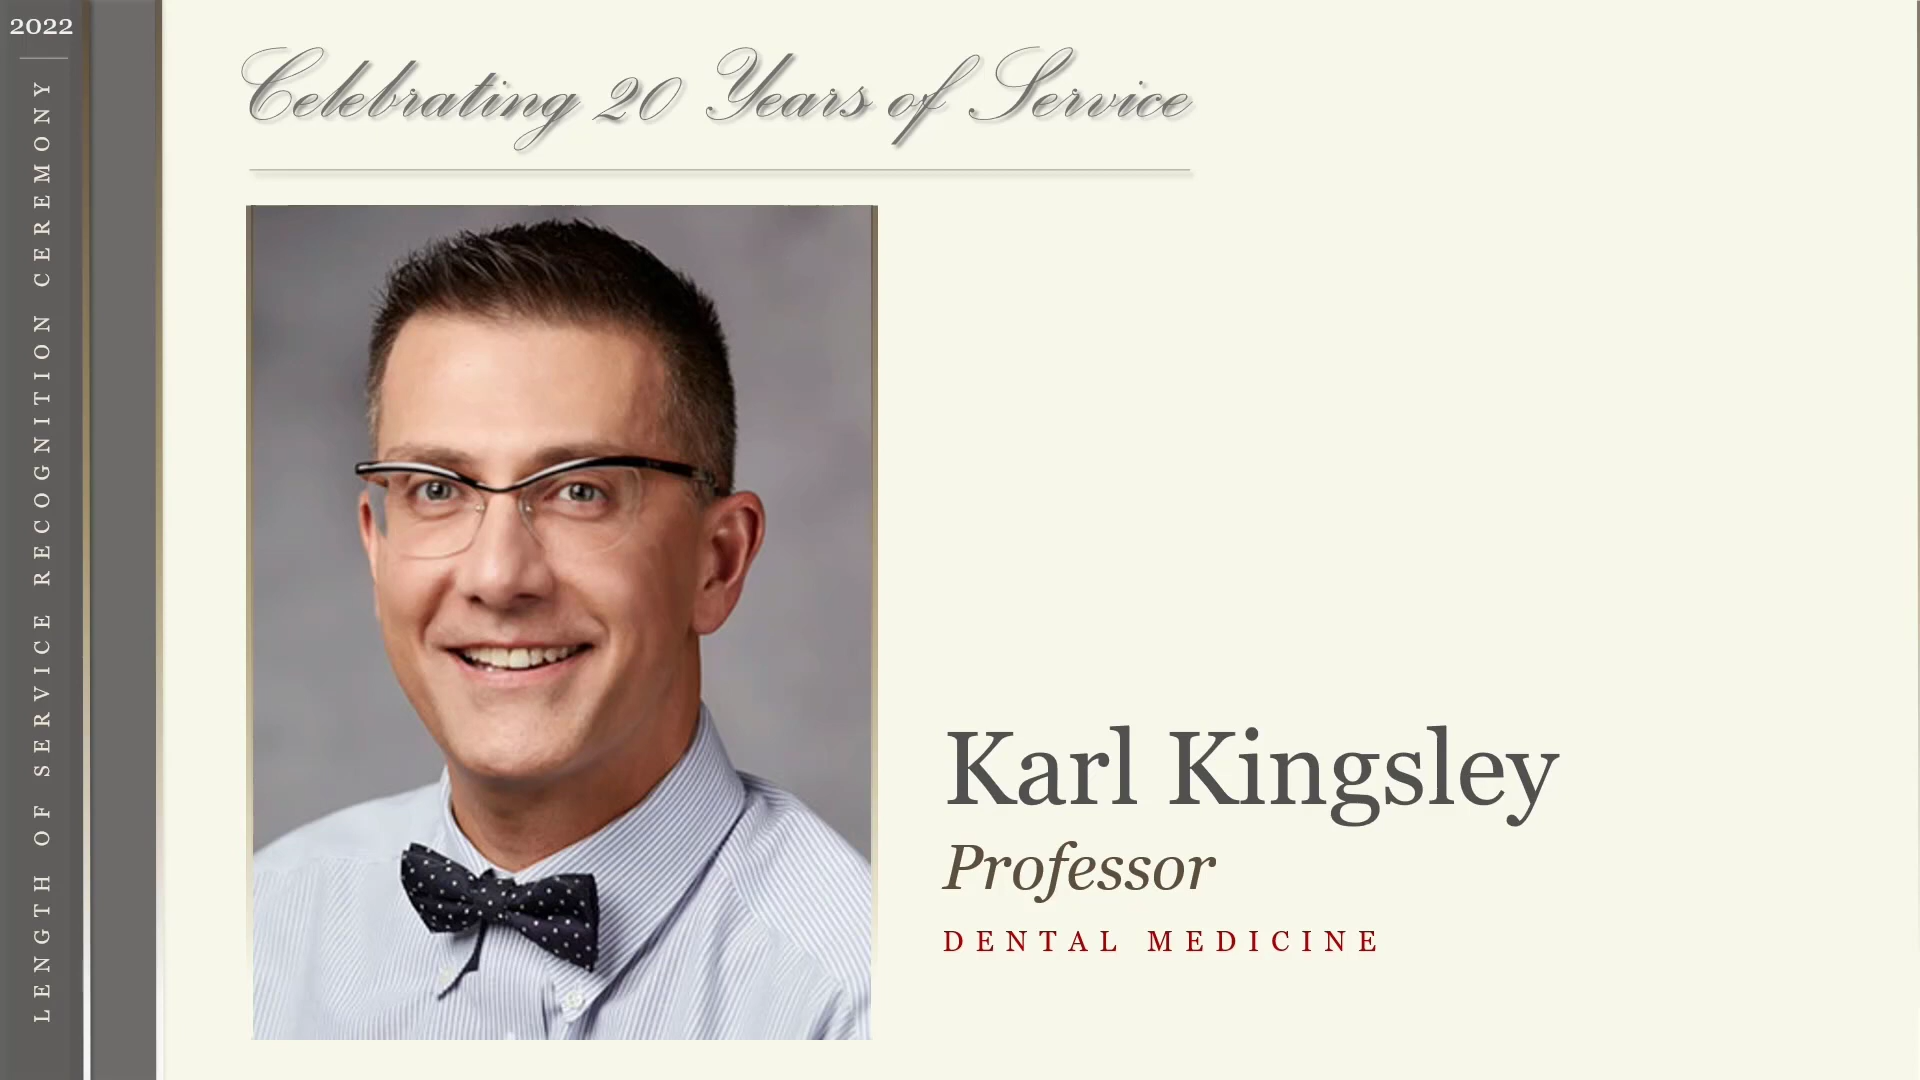 2022
LENGTH OF SERVICE RECOGNITION CEREMONY
Celebrating 20 Years of Service
Karl Kingsley
Professor
DENTAL MEDICINE